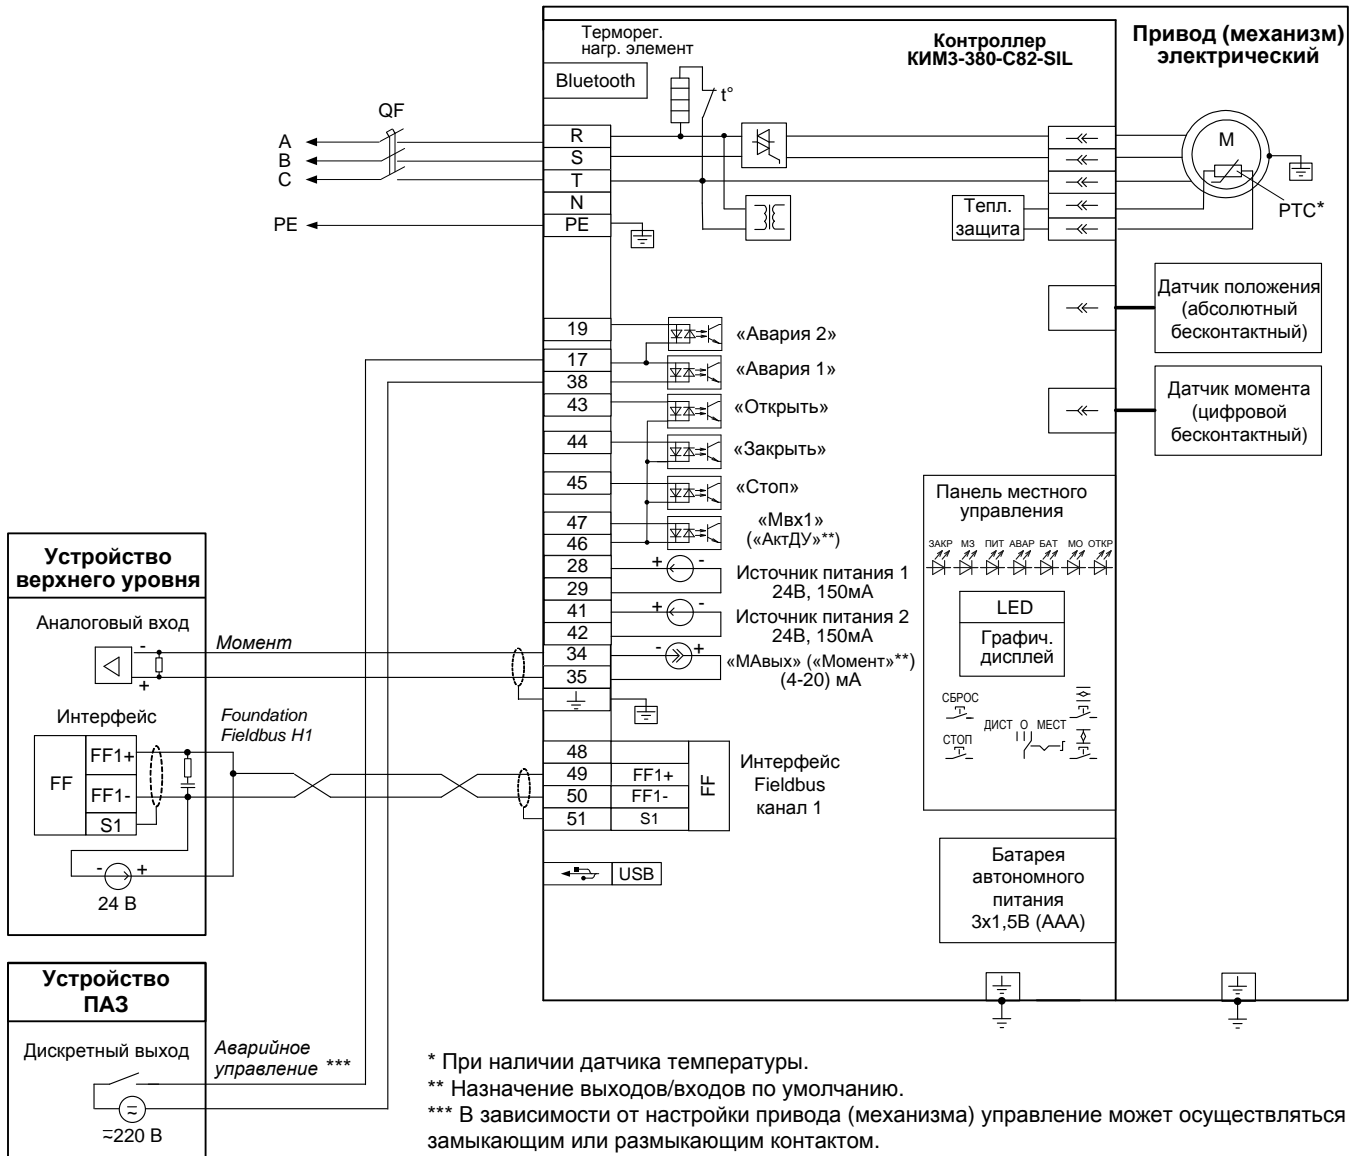 Терморег.
нагр. элемент
Контроллер
КИМ3-380-С82-SIL
Привод (механизм)
электрический
Bluetooth
t°
QF
A
B
C
PE
R
S
T
N
PE
M
PTC*
Тепл.
защита
Датчик положения
(абсолютный
бесконтактный)
Датчик момента
(цифровой
бесконтактный)
19
17
38
43
44
45
47
46
28
29
41
42
34
35
«Авария 2»
«Авария 1»
«Открыть»
«Закрыть»
«Стоп»
«Мвх1»
(«АктДУ»**)
+ -
Источник питания 1
24В, 150мА
+ -
Источник питания 2
24В, 150мА
- +
«МАвых» («Момент»**)
(4-20) мА
Панель местного
управления
ЗАКР МЗ ПИТ АВАР БАТ МО ОТКР
LED
Графич.
дисплей
СБРОС
СТОП
ДИСТ О МЕСТ
Устройство
верхнего уровня
Аналоговый вход
-
+
Момент
Интерфейс
Foundation
Fieldbus H1
FF
FF1+
FF1-
S1
- +
24 В
48
49 FF1+
50 FF1-
51 S1
FF
Интерфейс
Fieldbus
канал 1
USB
Батарея
автономного
питания
3x1,5В (ААА)
Устройство
ПАЗ
Дискретный выход
Аварийное
управление ***
≂220 В
* При наличии датчика температуры.
** Назначение выходов/входов по умолчанию.
*** В зависимости от настройки привода (механизма) управление может осуществляться
замыкающим или размыкающим контактом.